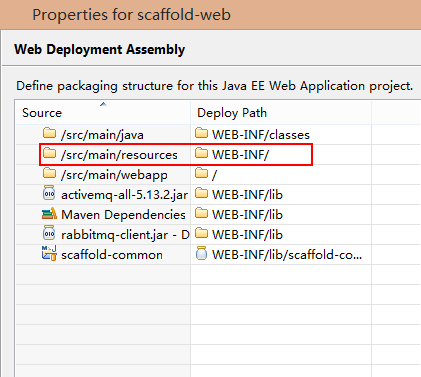 Properties for scaffold-web
Web Deployment Assembly
Define packaging structure for this Java EE Web Application project.
Source Deploy Path
/src/main/java WEB-INF/classes
/src/main/resources WEB-INF/
/src/main/webapp /
activemq-all-5.13.2.jar WEB-INF/lib
Maven Dependencies WEB-INF/lib
rabbitmq-client.jar - D WEB-INF/lib
scaffold-common WEB-INF/lib/scaffold-co...